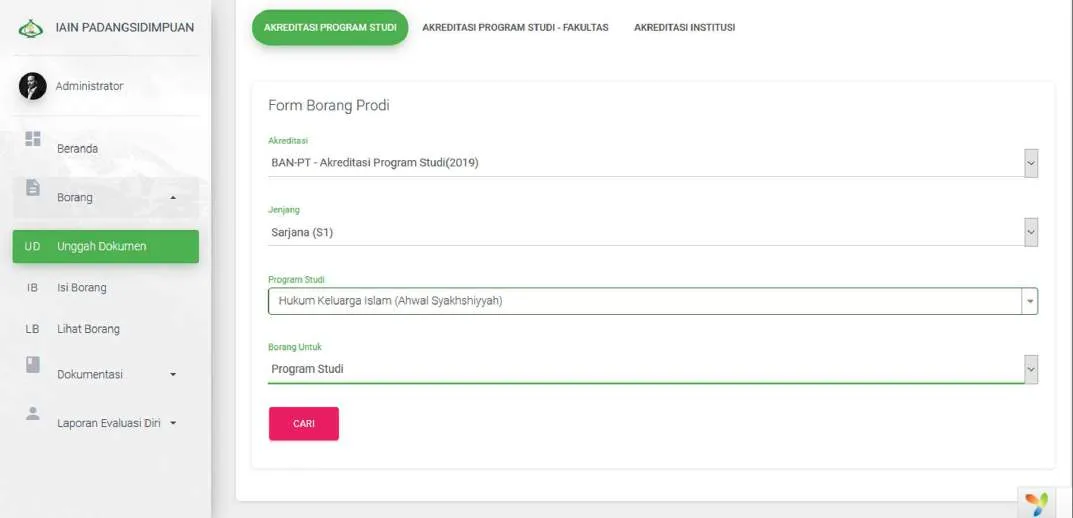 IAIN PADANGSIDIMPUAN
Administrator
Beranda
Borang
UD Unggah Dokumen
IB Isi Borang
LB Lihat Borang
Dokumentasi
Laporan Evaluasi Diri
AKREDITASI PROGRAM STUDI AKREDITASI PROGRAM STUDI - FAKULTAS AKREDITASI INSTITUSI
Form Borang Prodi
Akreditasi
BAN-PT - Akreditasi Program Studi(2019)
Jenjang
Sarjana (S1)
Program Studi
Hukum Keluarga Islam (Ahwal Syakhshiyyah)
Borang Untuk
Program Studi
CARI